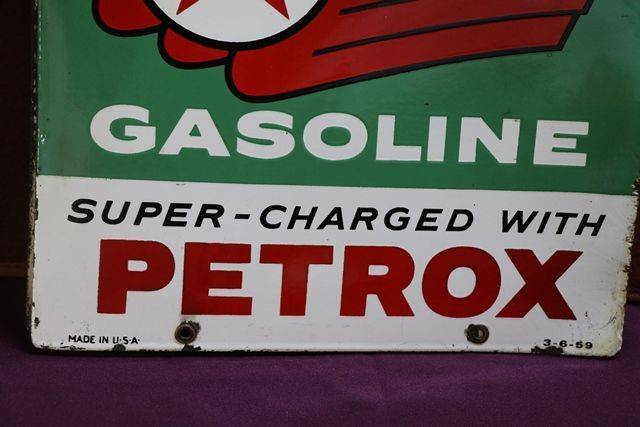 GASOLINE
SUPER-CHARGED WITH
PETROX
MADE IN U·S·A·
3-6-59